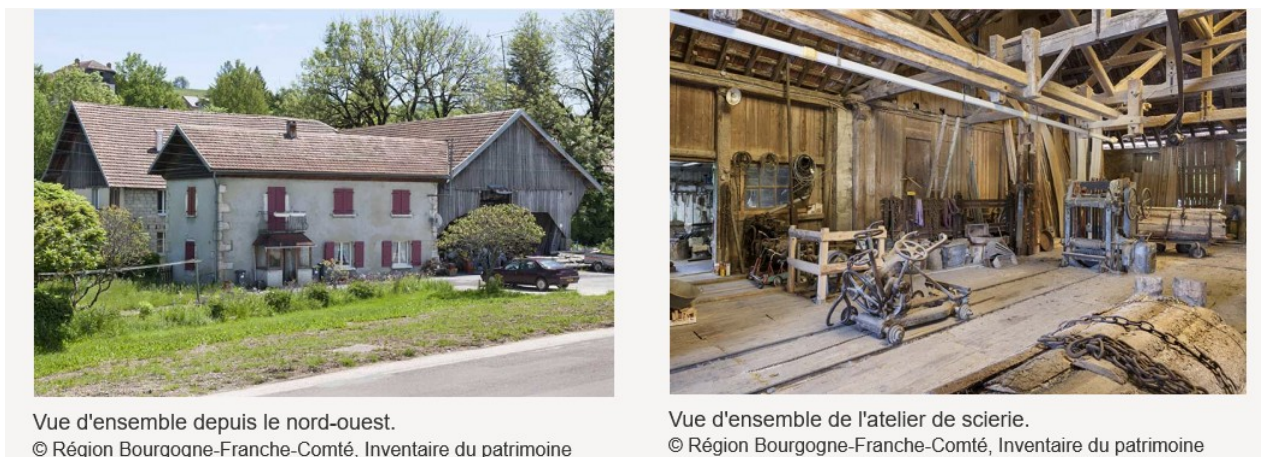 Vue d'ensemble depuis le nord-ouest.
© Région Bourgogne-Franche-Comté, Inventaire du patrimoine
Vue d'ensemble de l'atelier de scierie.
© Région Bourgogne-Franche-Comté, Inventaire du patrimoine